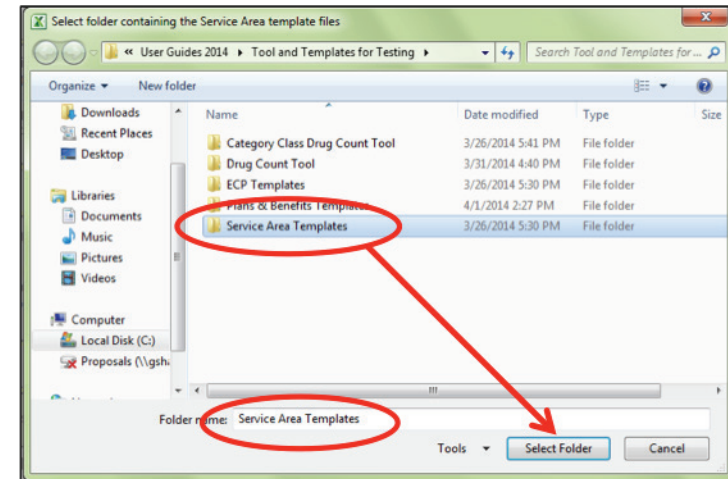 Select folder containing the Service Area template files
« User Guides 2014 ▸ Tool and Templates for Testing ▸
Search Tool and Templates for ...
Organize ▾ New folder
Name Date modified Type Size
Downloads
Recent Places
Desktop
Libraries
Documents
Music
Pictures
Videos
Computer
Local Disk (C:)
Proposals (\\gsh
Category Class Drug Count Tool 3/26/2014 5:41 PM File folder
Drug Count Tool 3/31/2014 4:40 PM File folder
ECP Templates 3/26/2014 5:30 PM File folder
Plans & Benefits Templates 4/1/2014 2:27 PM File folder
Service Area Templates 3/26/2014 5:30 PM File folder
Folder name: Service Area Templates
Tools ▾ Select Folder Cancel